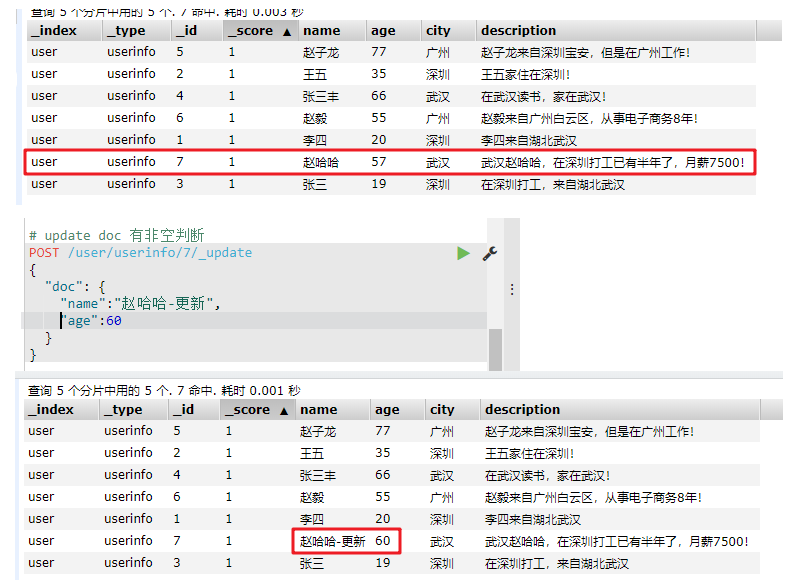 查询 5 个分片中用的 5 个. 7 命中. 耗时 0.003 秒
_index _type _id _score ▲ name age city description
user userinfo 5 1 赵子龙 77 广州 赵子龙来自深圳宝安，但是在广州工作！
user userinfo 2 1 王五 35 深圳 王五家住在深圳！
user userinfo 4 1 张三丰 66 武汉 在武汉读书，家在武汉！
user userinfo 6 1 赵毅 55 广州 赵毅来自广州白云区，从事电子商务8年！
user userinfo 1 1 李四 20 深圳 李四来自湖北武汉
user userinfo 7 1 赵哈哈 57 武汉 武汉赵哈哈，在深圳打工已有半年了，月薪7500！
user userinfo 3 1 张三 19 深圳 在深圳打工，来自湖北武汉
# update doc 有非空判断
POST /user/userinfo/7/_update
{
"doc": {
"name":"赵哈哈-更新",
"age":60
}
}
查询 5 个分片中用的 5 个. 7 命中. 耗时 0.001 秒
_index _type _id _score ▲ name age city description
user userinfo 5 1 赵子龙 77 广州 赵子龙来自深圳宝安，但是在广州工作！
user userinfo 2 1 王五 35 深圳 王五家住在深圳！
user userinfo 4 1 张三丰 66 武汉 在武汉读书，家在武汉！
user userinfo 6 1 赵毅 55 广州 赵毅来自广州白云区，从事电子商务8年！
user userinfo 1 1 李四 20 深圳 李四来自湖北武汉
user userinfo 7 1 赵哈哈-更新 60 武汉 武汉赵哈哈，在深圳打工已有半年了，月薪7500！
user userinfo 3 1 张三 19 深圳 在深圳打工，来自湖北武汉